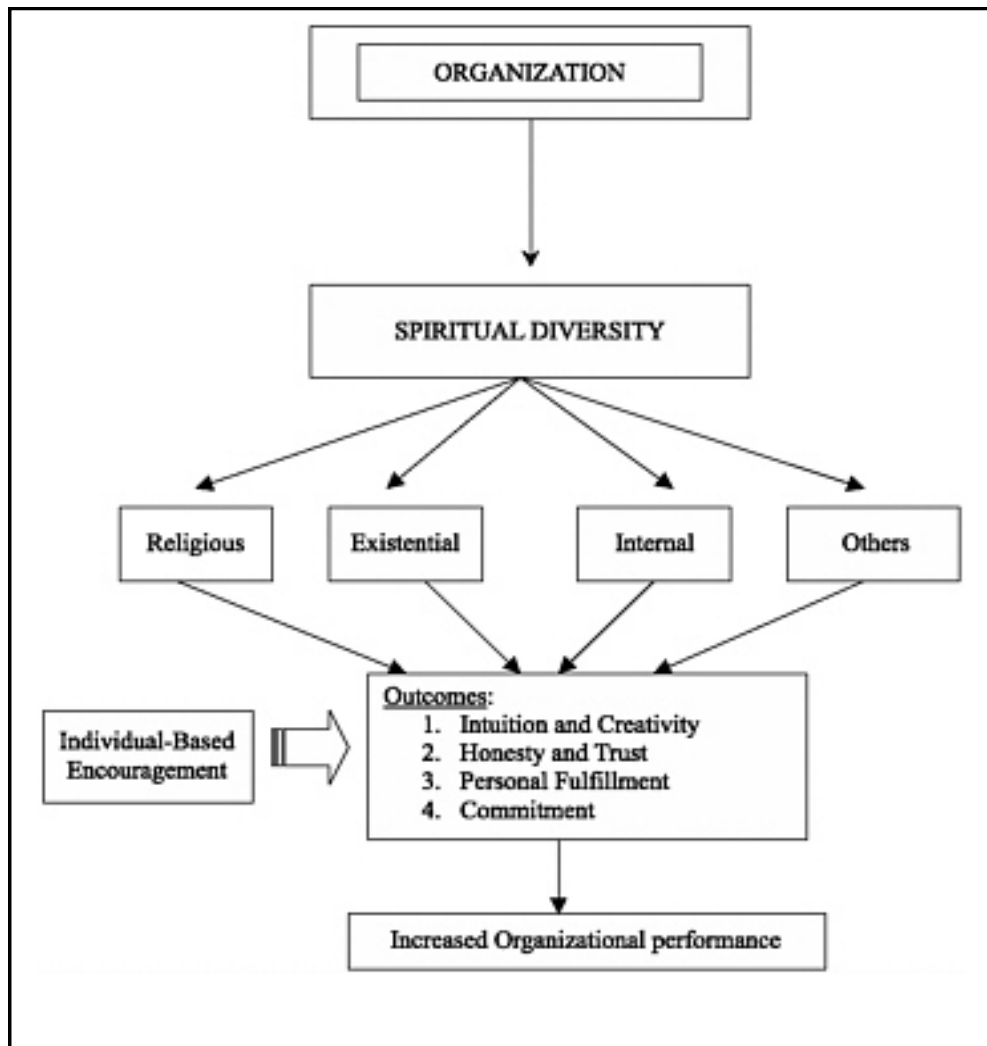 ORGANIZATION
SPIRITUAL DIVERSITY
Religious
Existential
Internal
Others
Individual-Based
Encouragement
Outcomes:
1. Intuition and Creativity
2. Honesty and Trust
3. Personal Fulfillment
4. Commitment
Increased Organizational performance